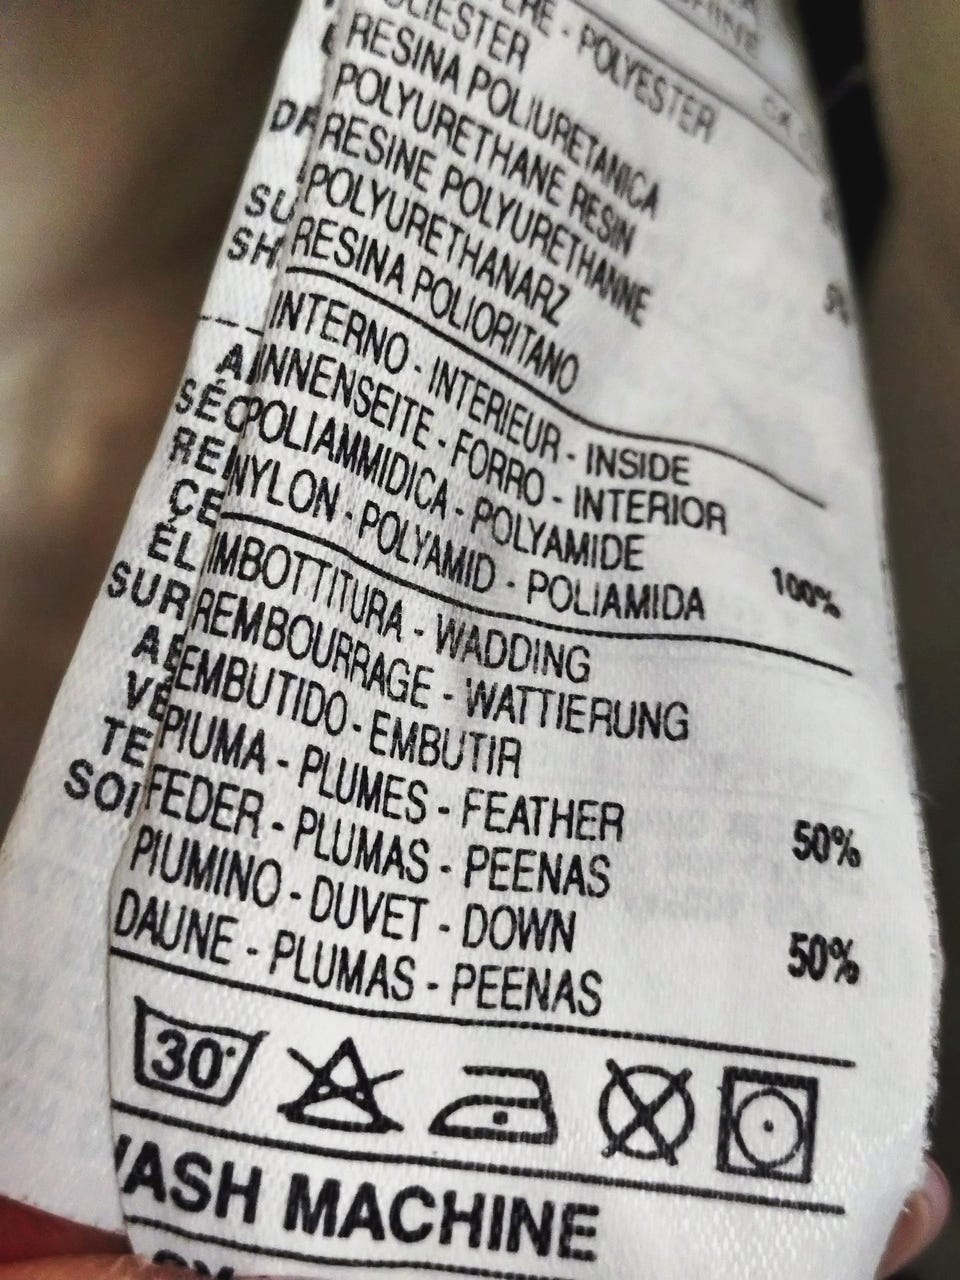 POLYESTER
RESINA POLIURETANICA
POLYURETHANE RESIN
RESINE POLYURETHANNE
POLYURETHANARZ
RESINA POLIORITANO
INTERNO - INTERIEUR - INSIDE
INNENSEITE - FORRO - INTERIOR
POLIAMMIDICA - POLYAMIDE
NYLON - POLYAMID - POLIAMIDA 100%
IMBOTTITURA - WADDING
REMBOURRAGE - WATTIERUNG
EMBUTIDO - EMBUTIR
PIUMA - PLUMES - FEATHER
FEDER - PLUMAS - PEENAS 50%
PIUMINO - DUVET - DOWN
DAUNE - PLUMAS - PEENAS 50%
30°
WASH MACHINE